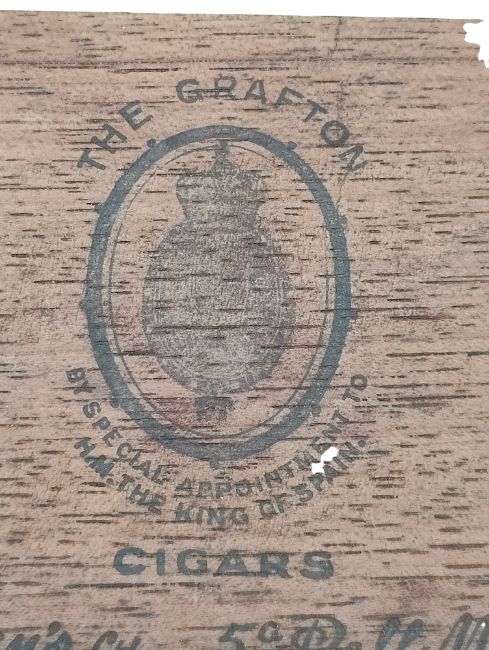 THE GRAFTON
BY SPECIAL APPOINTMENT TO
H.M. THE KING OF SPAIN.
CIGARS